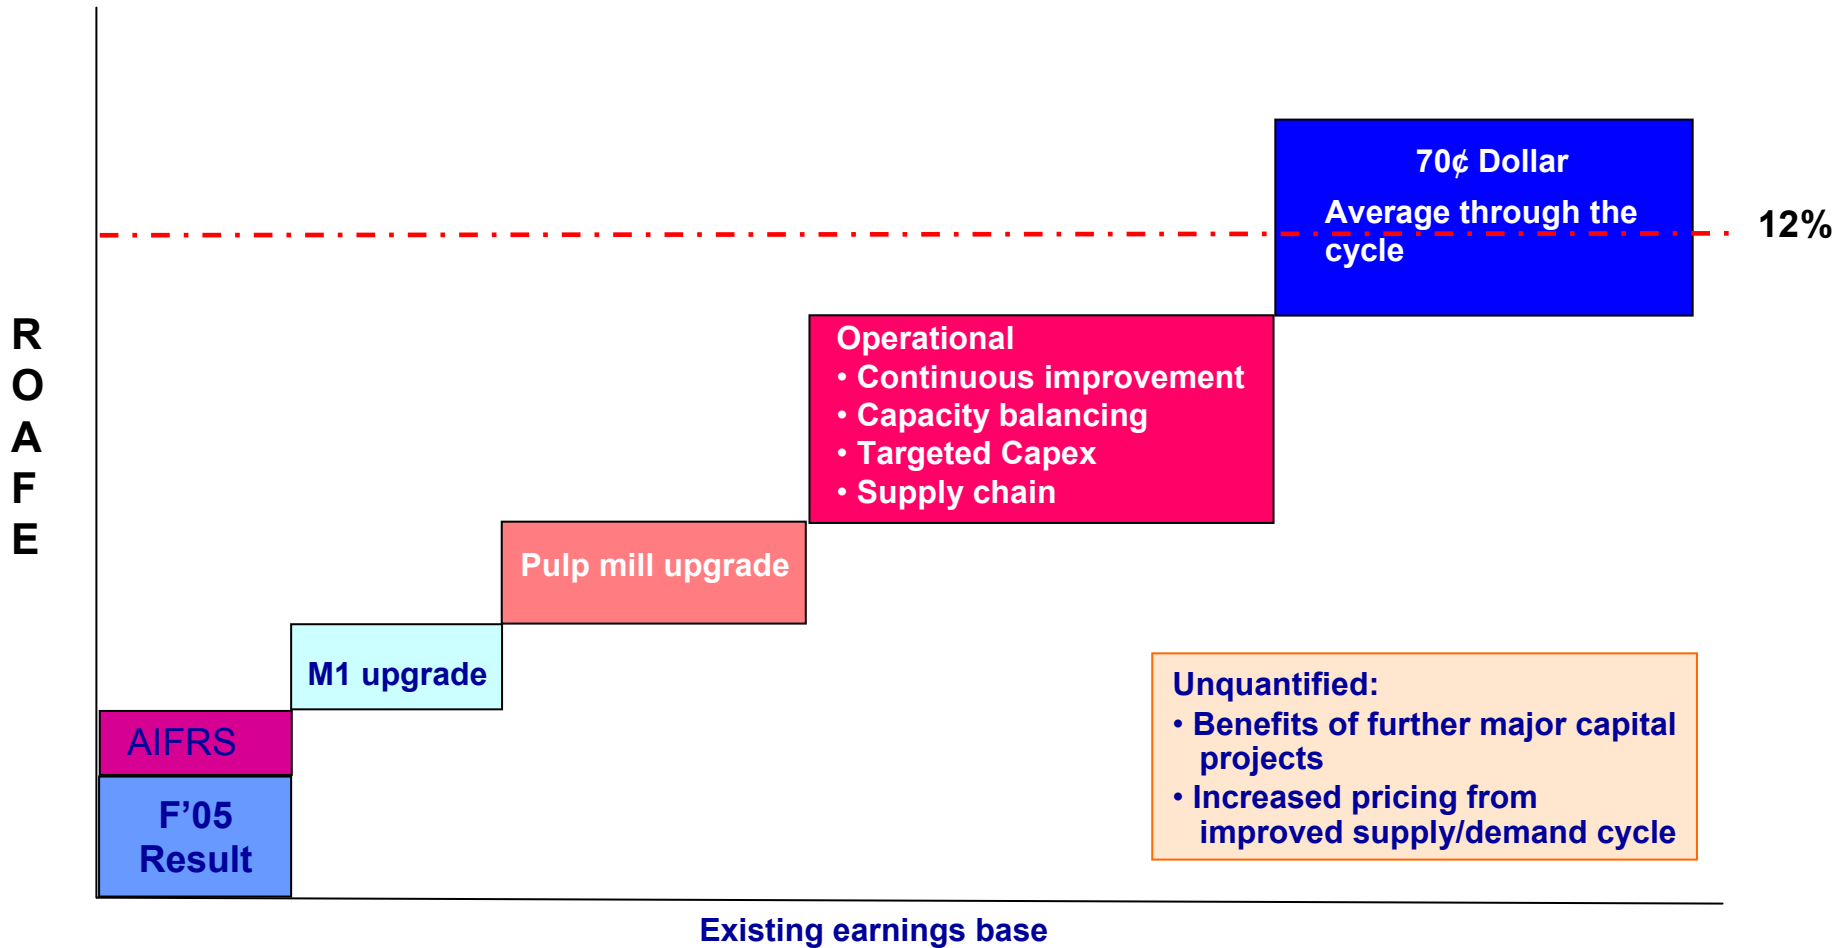 70¢ Dollar
Average through the
cycle
12%
R
O
A
F
E
Operational
• Continuous improvement
• Capacity balancing
• Targeted Capex
• Supply chain
Pulp mill upgrade
M1 upgrade
AIFRS
F’05
Result
Unquantified:
• Benefits of further major capital
projects
• Increased pricing from
improved supply/demand cycle
Existing earnings base